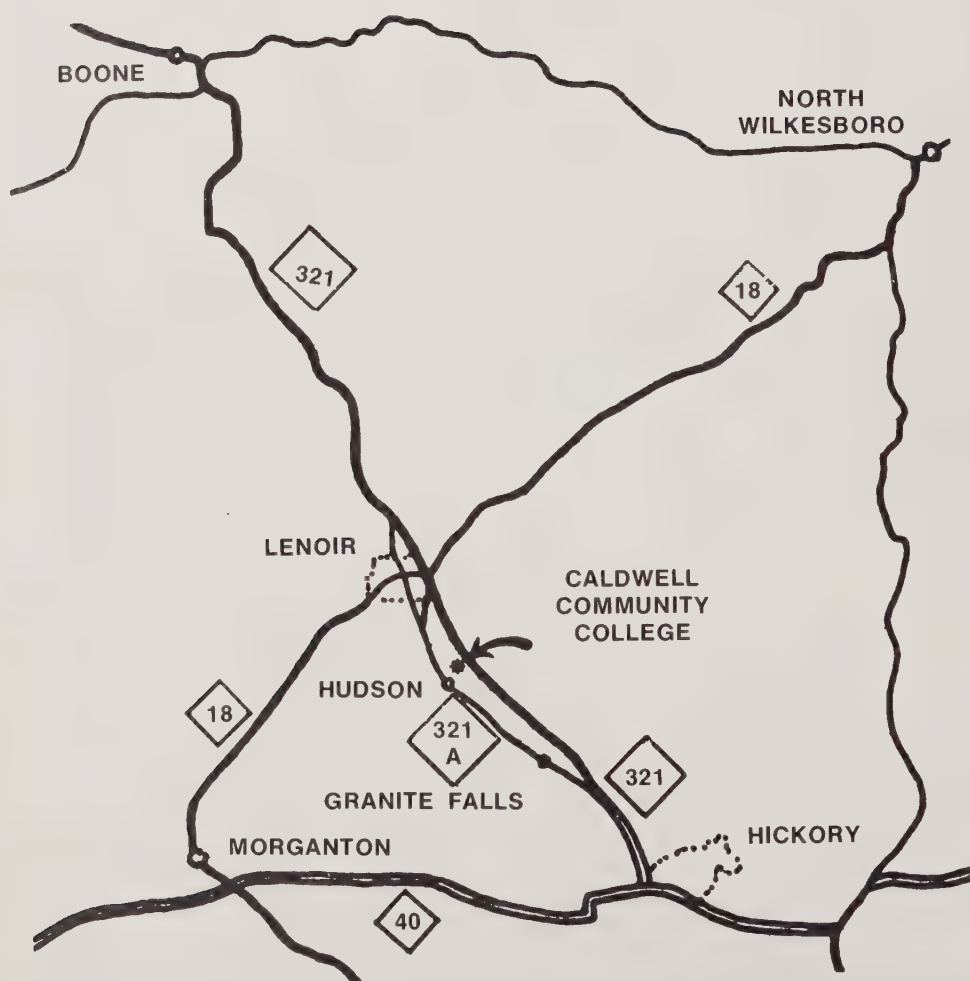 BOONE
NORTH
WILKESBORO
321
18
LENOIR
CALDWELL
COMMUNITY
COLLEGE
HUDSON
18
321
A
321
GRANITE FALLS
HICKORY
MORGANTON
40